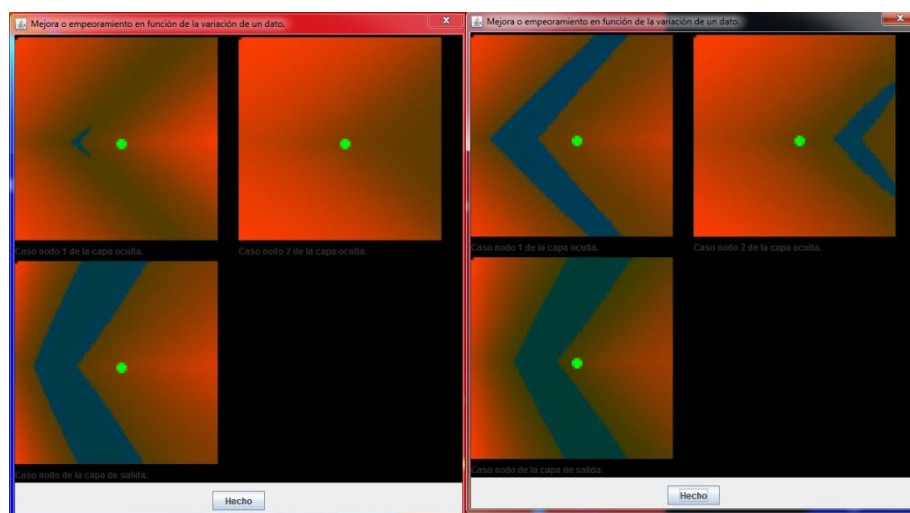 Mejora o empeoramiento en función de la variación de un dato.
Caso nodo 1 de la capa oculta.
Caso nodo 2 de la capa oculta.
Caso nodo de la capa de salida.
Hecho
Mejora o empeoramiento en función de la variación de un dato.
Caso nodo 1 de la capa oculta.
Caso nodo 2 de la capa oculta.
Caso nodo de la capa de salida.
Hecho